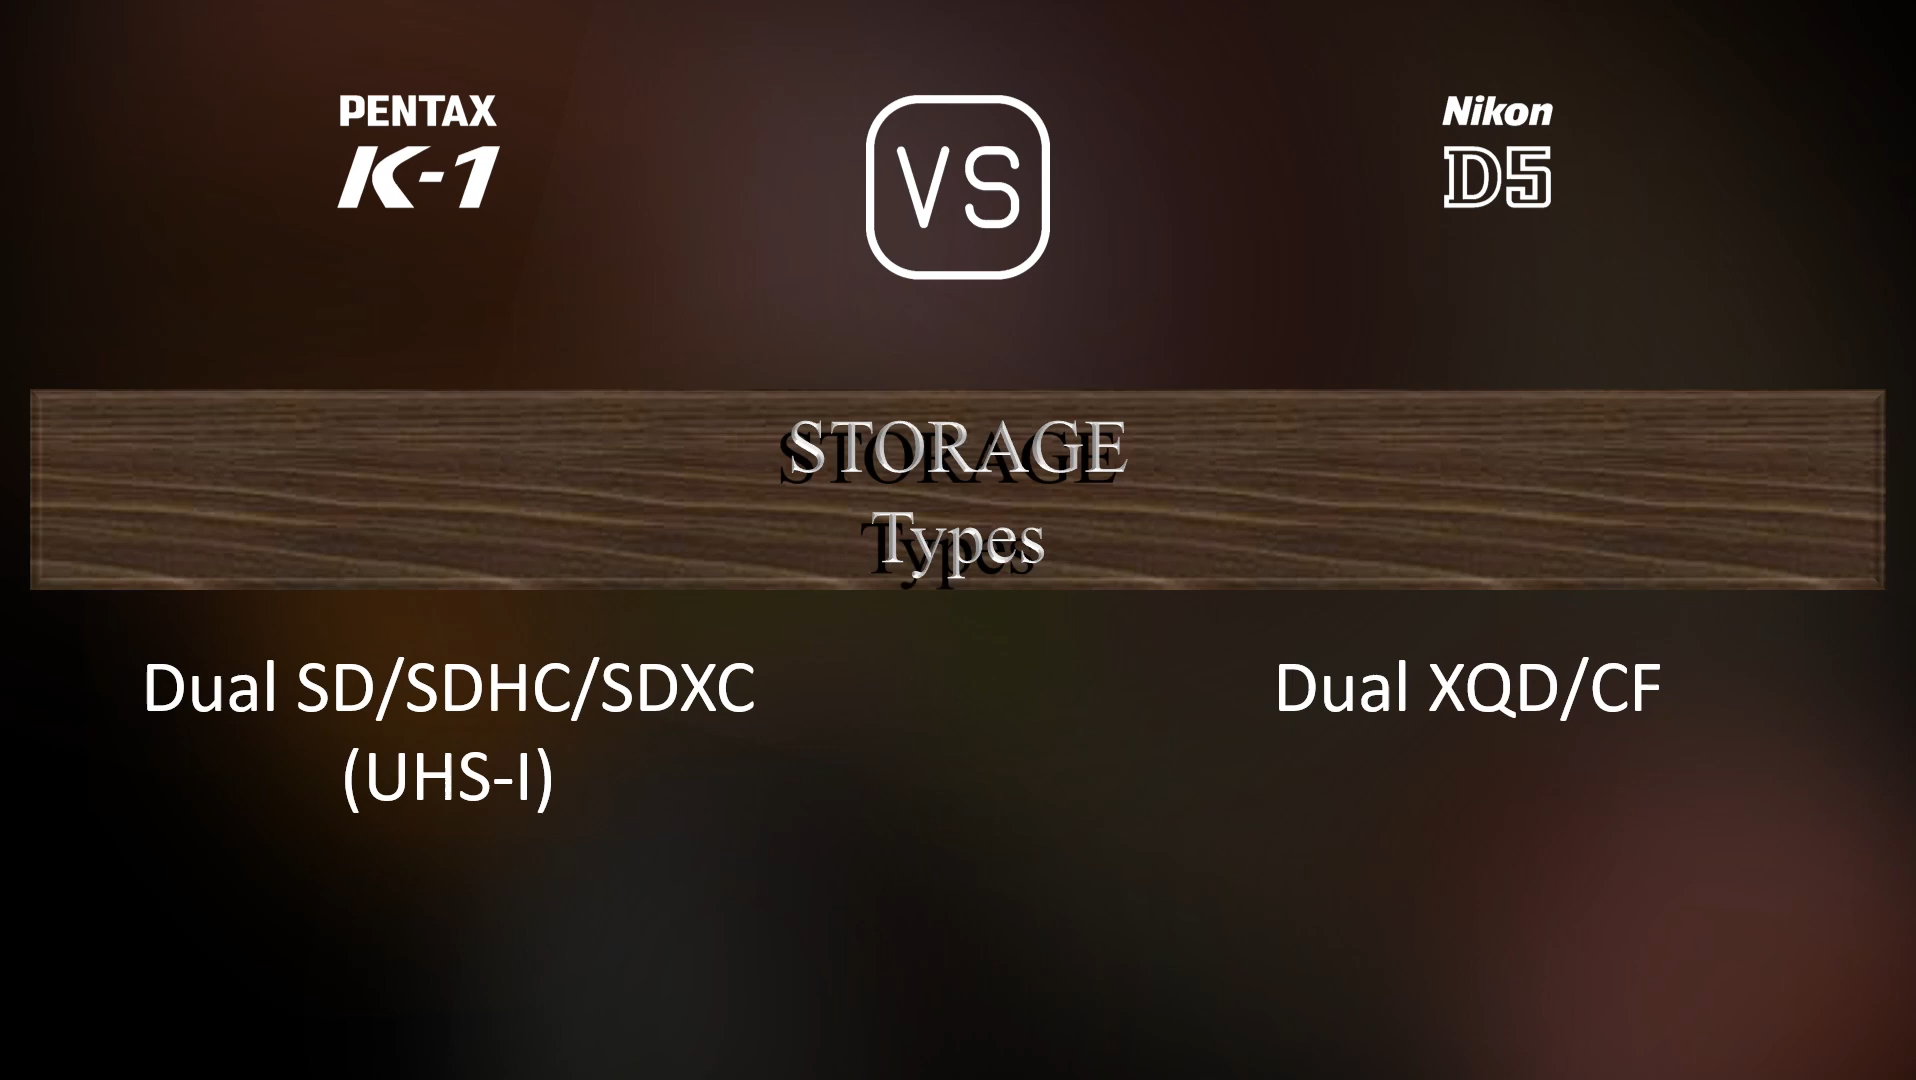 PENTAX
K-1
VS
Nikon
D5
STORAGE
Types
Dual SD/SDHC/SDXC
(UHS-I)
Dual XQD/CF